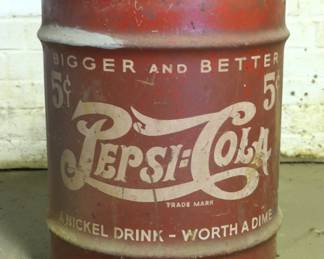 BIGGER AND BETTER
5¢ 5¢
PEPSI=COLA
TRADE MARK
A NICKEL DRINK - WORTH A DIME